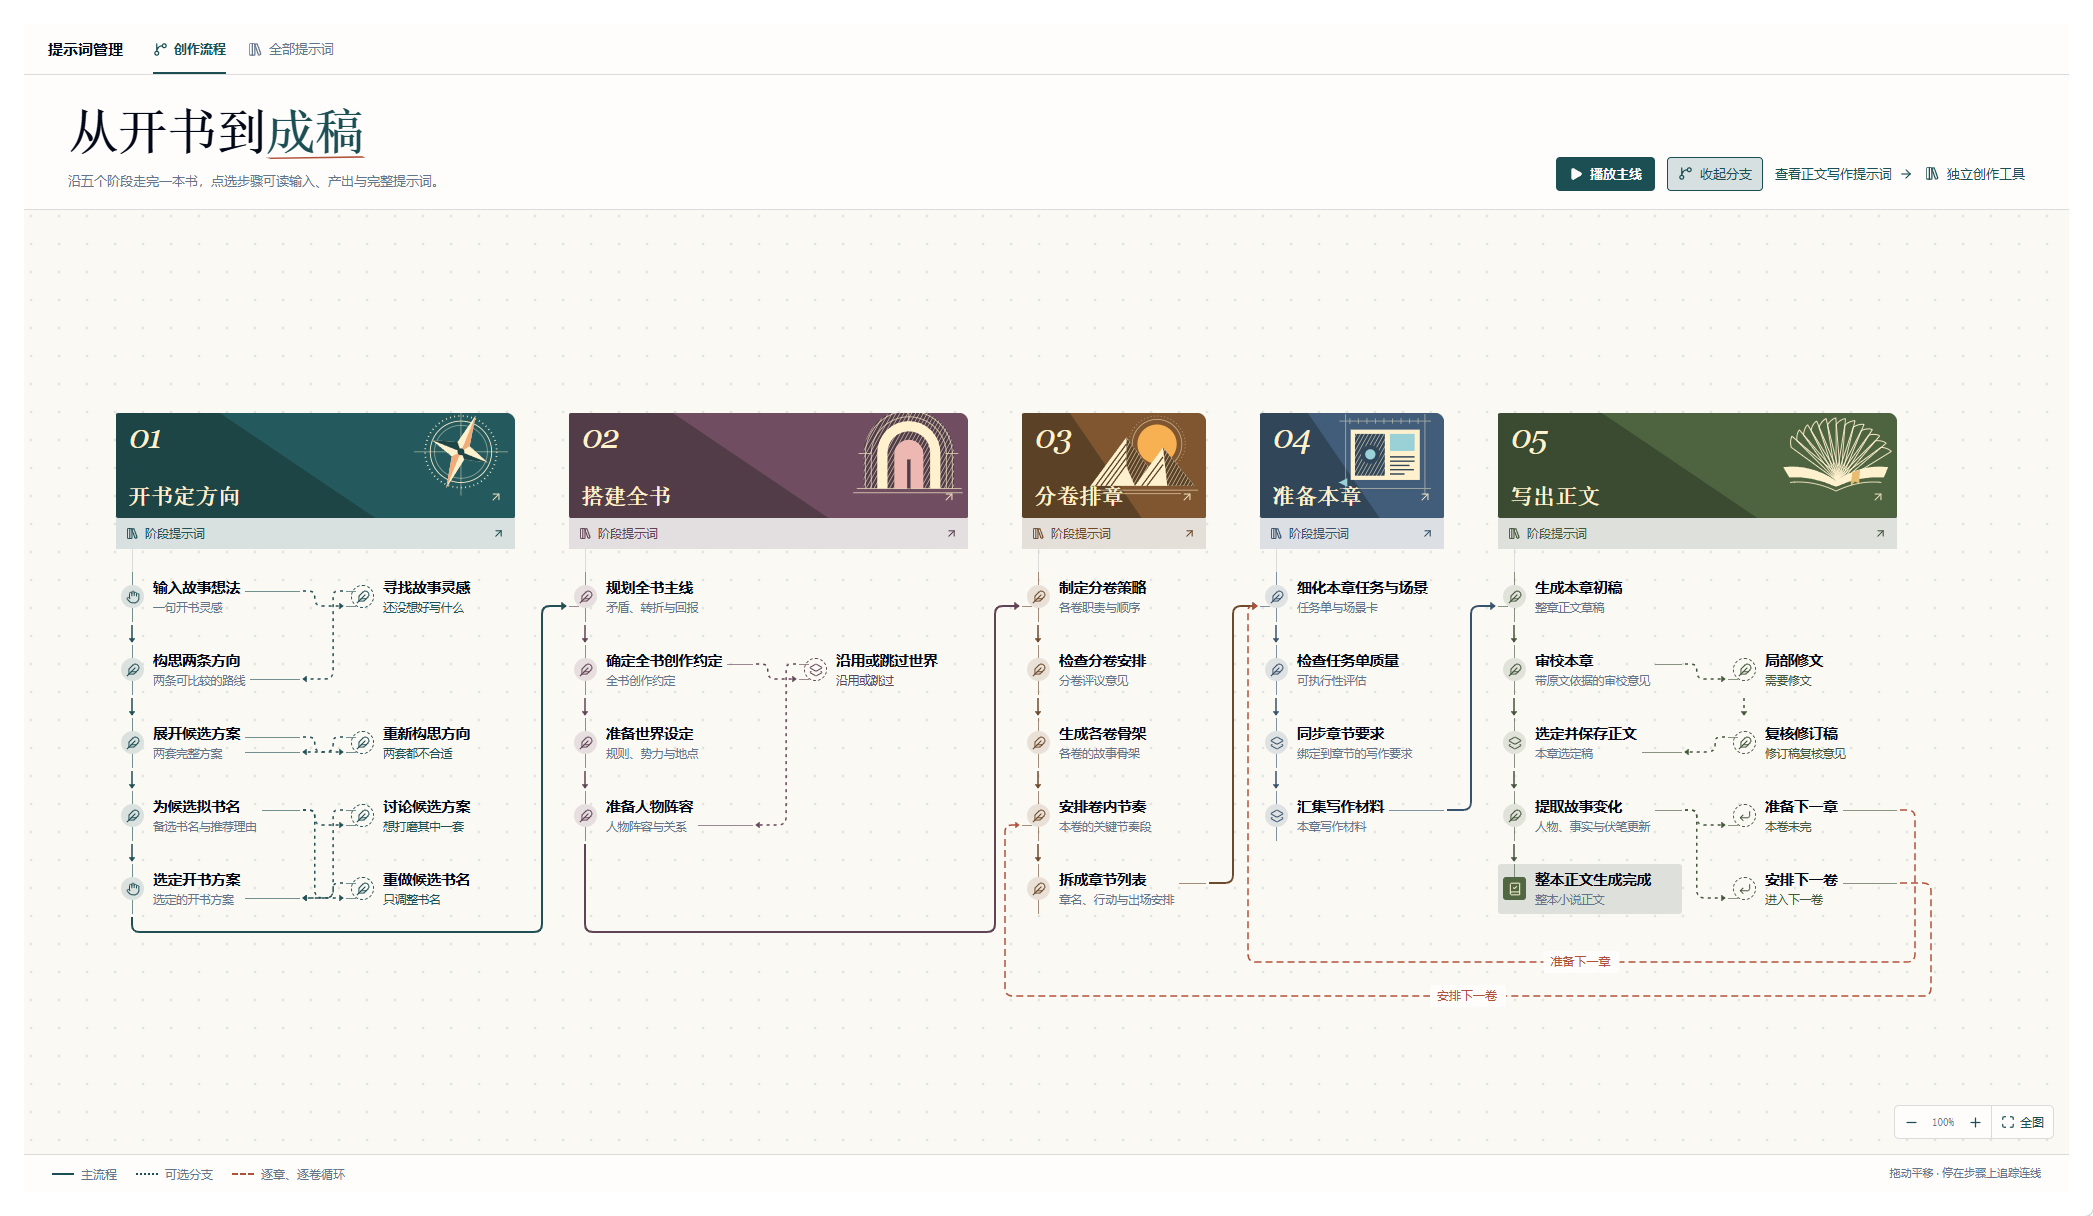 提示词管理
创作流程
全部提示词
从开书到成稿
沿五个阶段走完一本书，点选步骤可读输入、产出与完整提示词。
播放主线
收起分支
查看正文写作提示词 →
独立创作工具
01
开书定方向
阶段提示词
输入故事想法
一句开书灵感
寻找故事灵感
还没想好写什么
构思两条方向
两条可比较的路线
展开候选方案
两套完整方案
重新构思方向
两套都不合适
为候选拟书名
备选书名与推荐理由
讨论候选方案
想打磨其中一套
选定开书方案
选定的开书方案
重做候选书名
只调整书名
02
搭建全书
阶段提示词
规划全书主线
矛盾、转折与回报
确定全书创作约定
全书创作约定
沿用或跳过世界
沿用或跳过
准备世界设定
规则、势力与地点
准备人物阵容
人物阵容与关系
03
分卷排章
阶段提示词
制定分卷策略
各卷职责与顺序
检查分卷安排
分卷评议意见
生成各卷骨架
各卷的故事骨架
安排卷内节奏
本卷的关键节奏段
拆成章节列表
章名、行动与出场安排
04
准备本章
阶段提示词
细化本章任务与场景
任务单与场景卡
检查任务单质量
可执行性评估
同步章节要求
绑定到章节的写作要求
汇集写作材料
本章写作材料
05
写出正文
阶段提示词
生成本章初稿
整章正文草稿
审校本章
带原文依据的审校意见
局部修文
需要修文
选定并保存正文
本章选定稿
复核修订稿
修订稿复核意见
提取故事变化
人物、事实与伏笔更新
准备下一章
本卷未完
整本正文生成完成
整本小说正文
安排下一卷
进入下一卷
准备下一章
安排下一卷
100%
全图
主流程
可选分支
逐章、逐卷循环
拖动平移 · 停在步骤上追踪连线